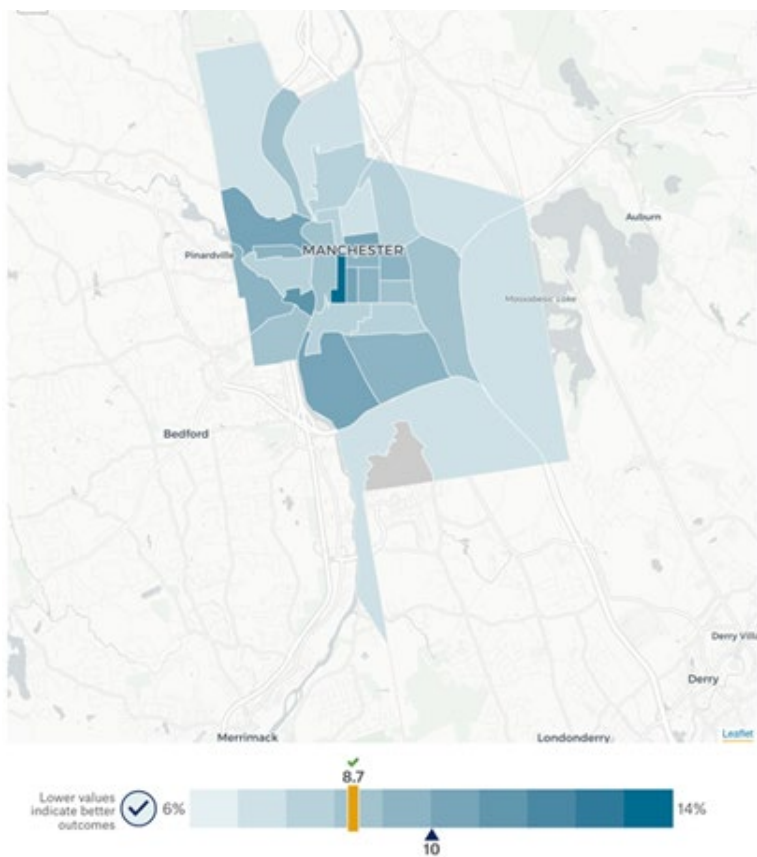 Auburn
MANCHESTER
Pinardville
Massabesic Lake
Bedford
Derry Villa
Derry
Merrimack
Londonderry
Leaflet
8.7
Lower values
indicate better
outcomes
6%
14%
10